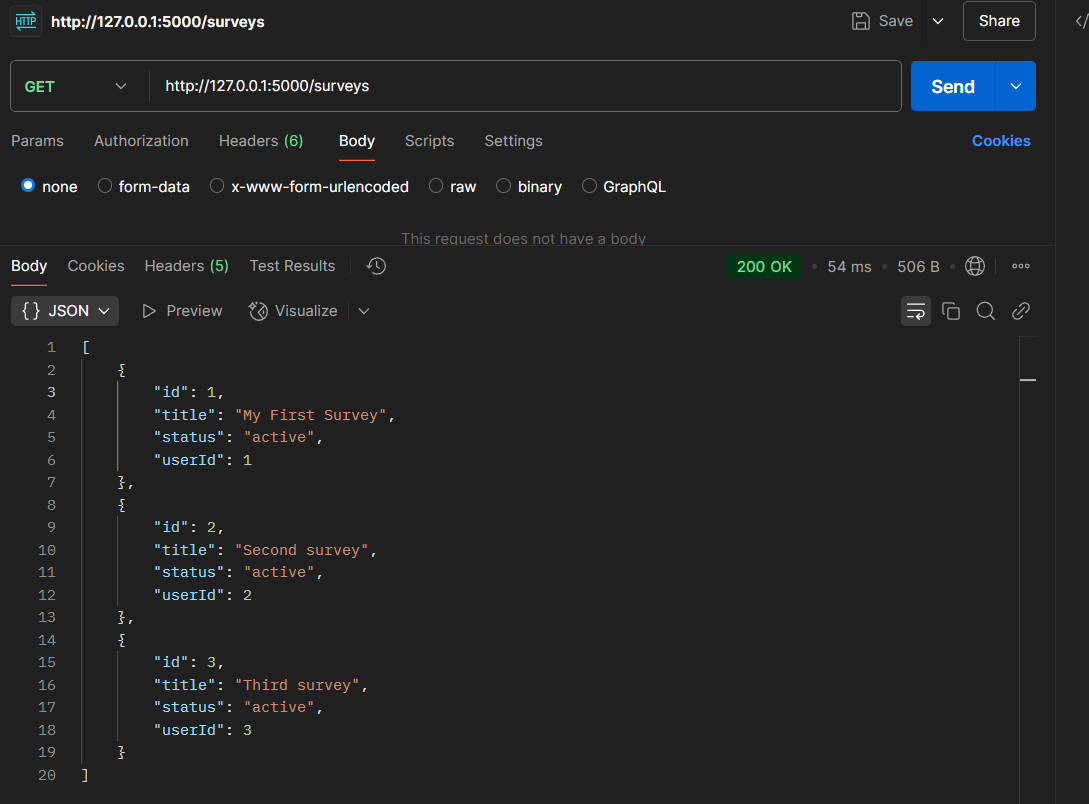 HTTP http://127.0.0.1:5000/surveys Save Share
GET http://127.0.0.1:5000/surveys Send
Params Authorization Headers (6) Body Scripts Settings Cookies
none form-data x-www-form-urlencoded raw binary GraphQL
This request does not have a body
Body Cookies Headers (5) Test Results 200 OK • 54 ms • 506 B •
{} JSON Preview Visualize
1 [
2 {
3 "id": 1,
4 "title": "My First Survey",
5 "status": "active",
6 "userId": 1
7 },
8 {
9 "id": 2,
10 "title": "Second survey",
11 "status": "active",
12 "userId": 2
13 },
14 {
15 "id": 3,
16 "title": "Third survey",
17 "status": "active",
18 "userId": 3
19 }
20 ]